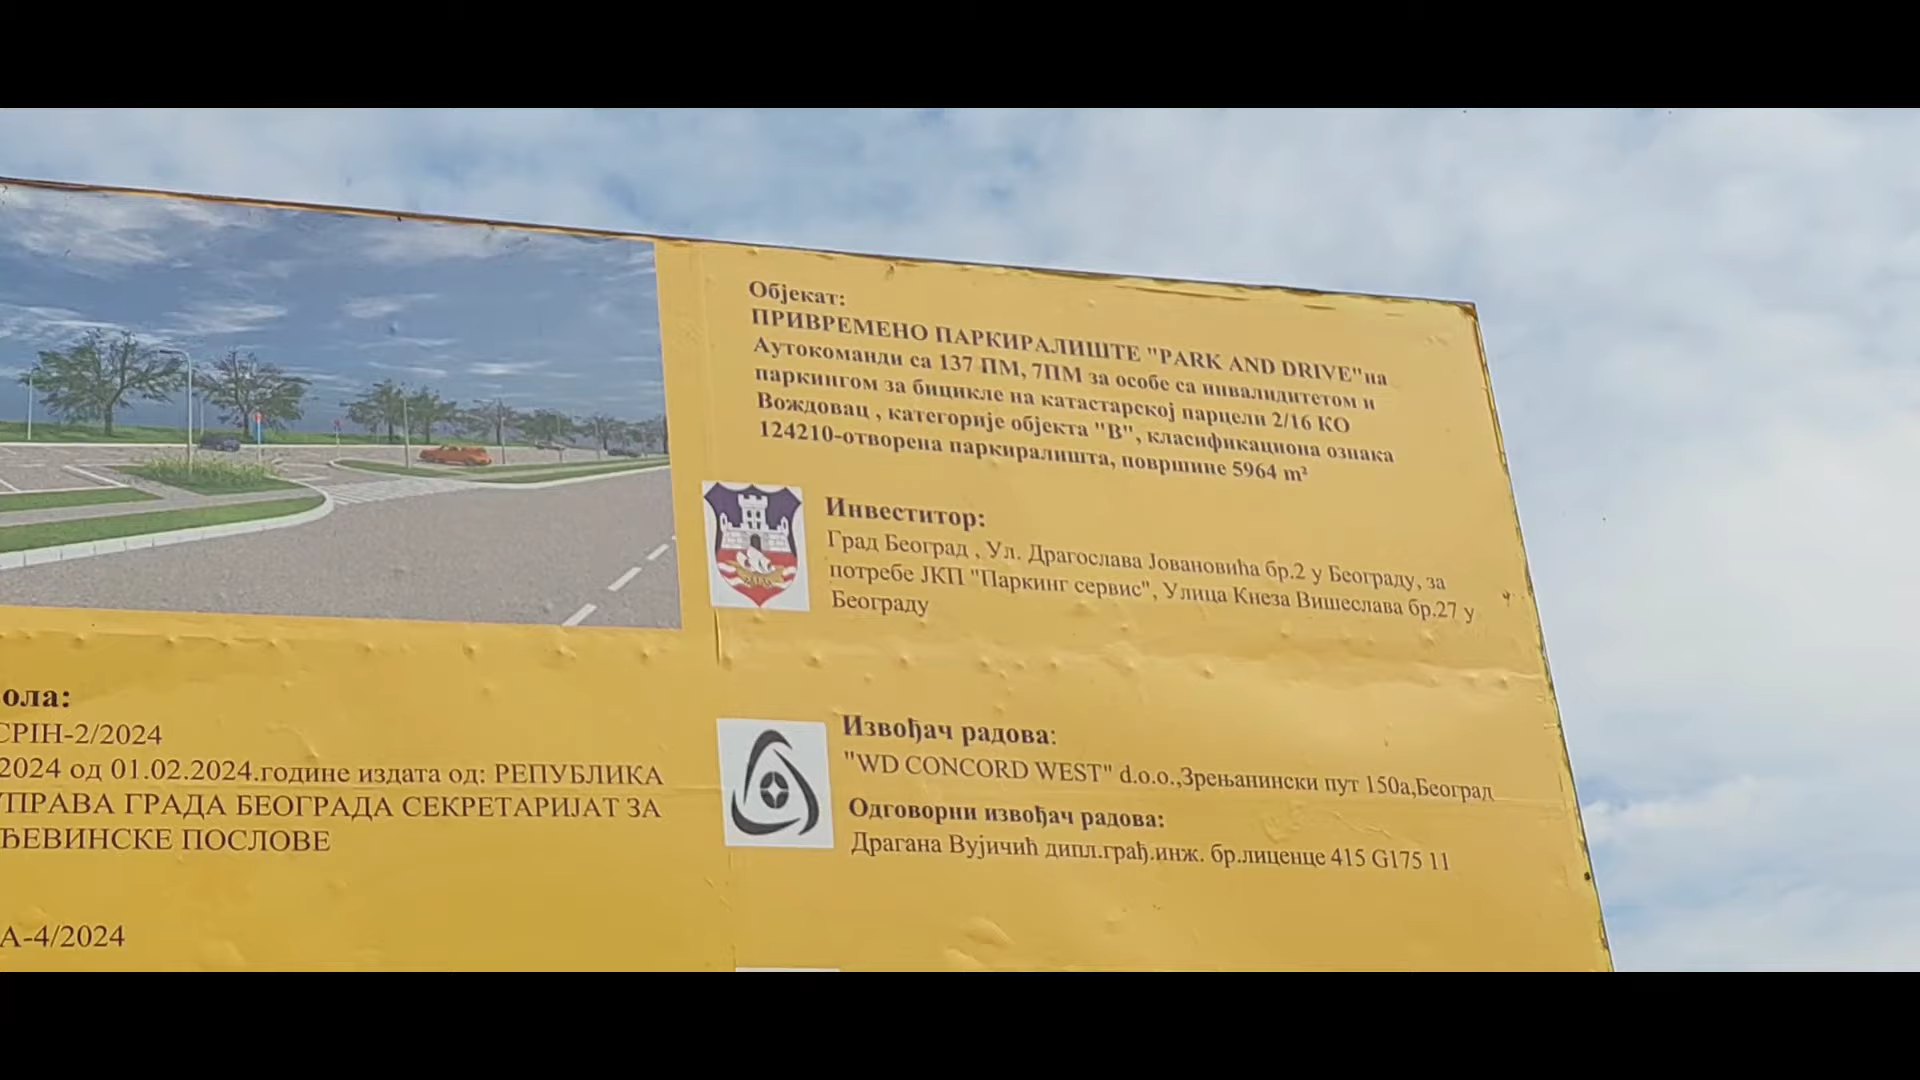 Објекат:
ПРИВРЕМЕНО ПАРКИРАЛИШТЕ "PARK AND DRIVE"на
Аутокоманди са 137 ПМ, 7ПМ за особе са инвалидитетом и
паркингом за бицикле на катастарској парцели 2/16 КО
Вождовац , категорије објекта "В", класификациона ознака
124210-отворена паркиралишта, површине 5964 m²
Инвеститор:
Град Београд , Ул. Драгослава Јовановића бр.2 у Београду, за
потребе ЈКП "Паркинг сервис", Улица Кнеза Вишеслава бр.27 у
Београду
Извођач радова:
"WD CONCORD WEST" d.o.o.,Зрењанински пут 150а,Београд
Одговорни извођач радова:
Драгана Вујичић дипл.грађ.инж. бр.лиценце 415 G175 11
ола:
СРІН-2/2024
2024 од 01.02.2024.године издата од: РЕПУБЛИКА
УПРАВА ГРАДА БЕОГРАДА СЕКРЕТАРИЈАТ ЗА
ЂЕВИНСКЕ ПОСЛОВЕ
А-4/2024